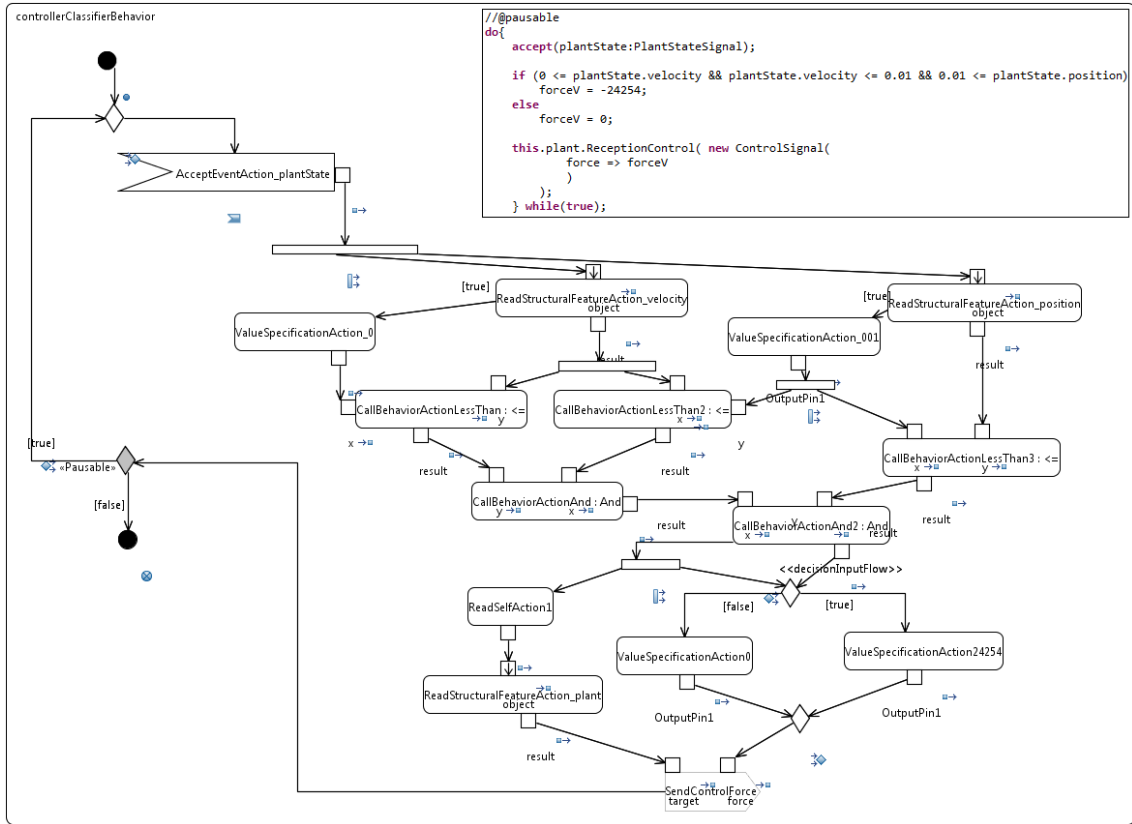 controllerClassifierBehavior
//@pausable
do{
accept(plantState:PlantStateSignal);
if (0 <= plantState.velocity && plantState.velocity <= 0.01 && 0.01 <= plantState.position)
forceV = -24254;
else
forceV = 0;
this.plant.ReceptionControl( new ControlSignal(
force => forceV
)
);
} while(true);
AcceptEventAction_plantState
[true]
ReadStructuralFeatureAction_velocity
object
[true]
ReadStructuralFeatureAction_position
object
ValueSpecificationAction_0
ValueSpecificationAction_001
result
result
OutputPin1
CallBehaviorActionLessThan : <=
y
CallBehaviorActionLessThan2 : <=
x
x
y
[true]
«Pausable»
result
result
CallBehaviorActionLessThan3 : <=
x
y
[false]
CallBehaviorActionAnd : And
y
x
result
result
CallBehaviorActionAnd2 : And
y
x
result
<<decisionInputFlow>>
ReadSelfAction1
[false]
[true]
ValueSpecificationAction0
ValueSpecificationAction24254
ReadStructuralFeatureAction_plant
object
OutputPin1
OutputPin1
result
SendControlForce
target
force